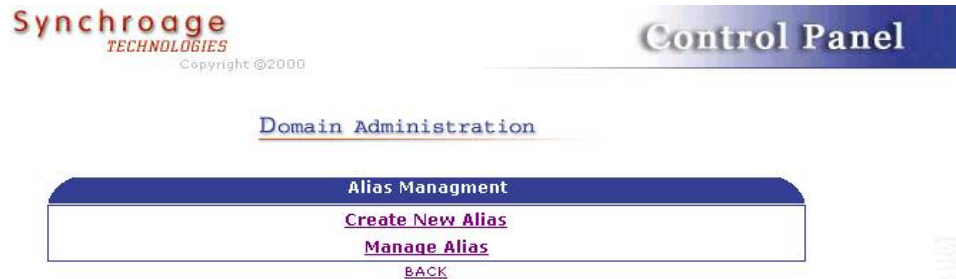 Synchroage
TECHNOLOGIES
Copyright ©2000
Control Panel
Domain Administration
Alias Managment
Create New Alias
Manage Alias
BACK